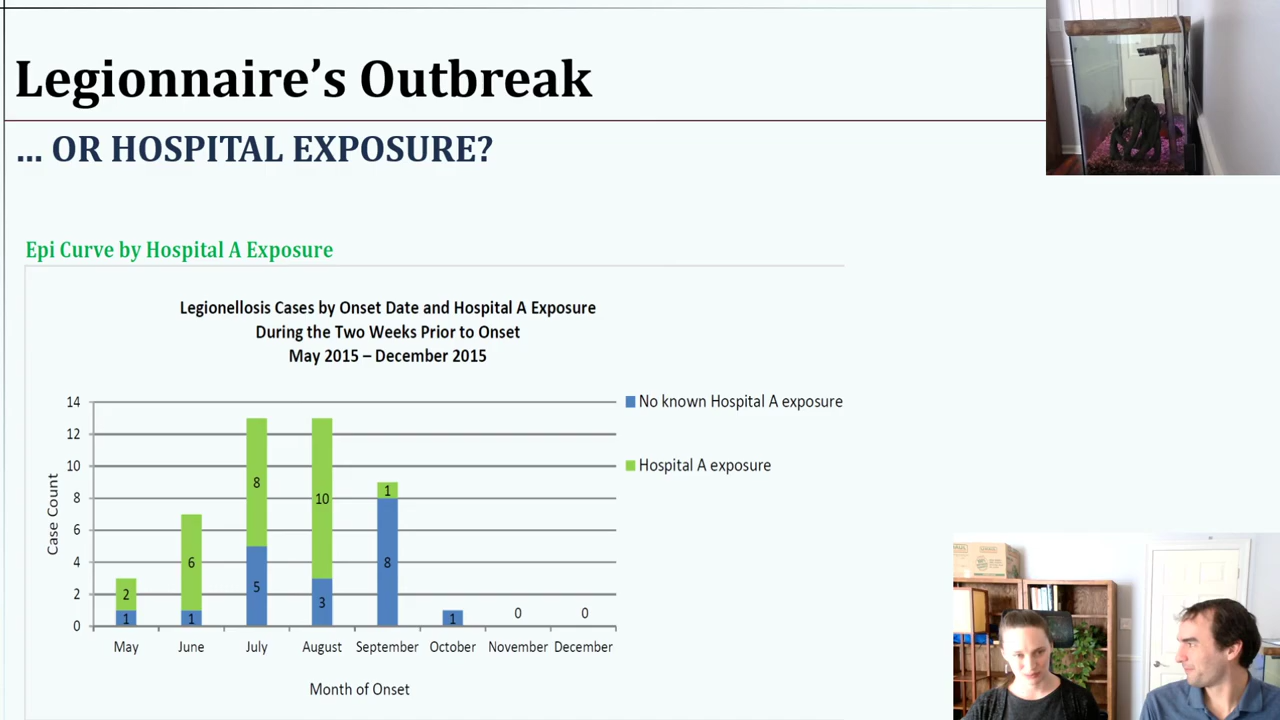 Legionnaire’s Outbreak
... OR HOSPITAL EXPOSURE?
Epi Curve by Hospital A Exposure
Legionellosis Cases by Onset Date and Hospital A Exposure
During the Two Weeks Prior to Onset
May 2015 – December 2015
14
12
10
8
6
4
2
0
Case Count
2
1
6
1
8
5
10
3
1
8
1
0
0
May
June
July
August
September
October
November
December
Month of Onset
No known Hospital A exposure
Hospital A exposure